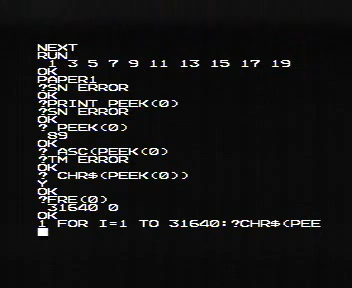 NEXT
RUN
1 3 5 7 9 11 13 15 17 19
OK
PAPER1
?SN ERROR
OK
?PRINT PEEK(0)
?SN ERROR
OK
? PEEK(0)
89
OK
? ASC(PEEK(0)
?TM ERROR
OK
? CHR$(PEEK(0))
Y
OK
?FRE(0)
31640 0
OK
1 FOR I=1 TO 31640:?CHR$(PEE